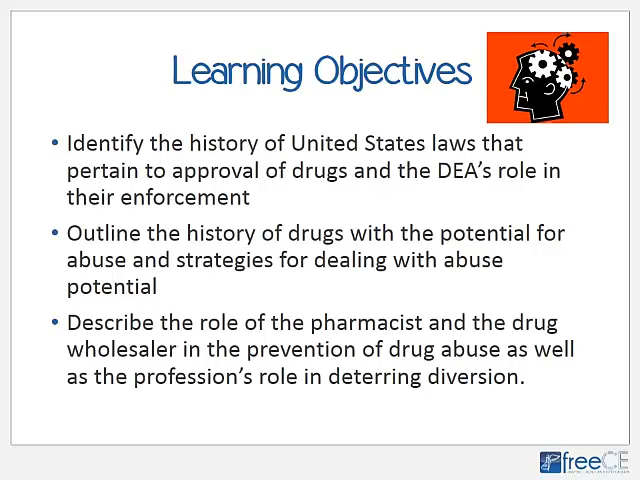 Learning Objectives
• Identify the history of United States laws that
pertain to approval of drugs and the DEA's role in
their enforcement
• Outline the history of drugs with the potential for
abuse and strategies for dealing with abuse
potential
• Describe the role of the pharmacist and the drug
wholesaler in the prevention of drug abuse as well
as the profession's role in deterring diversion.
freeCE